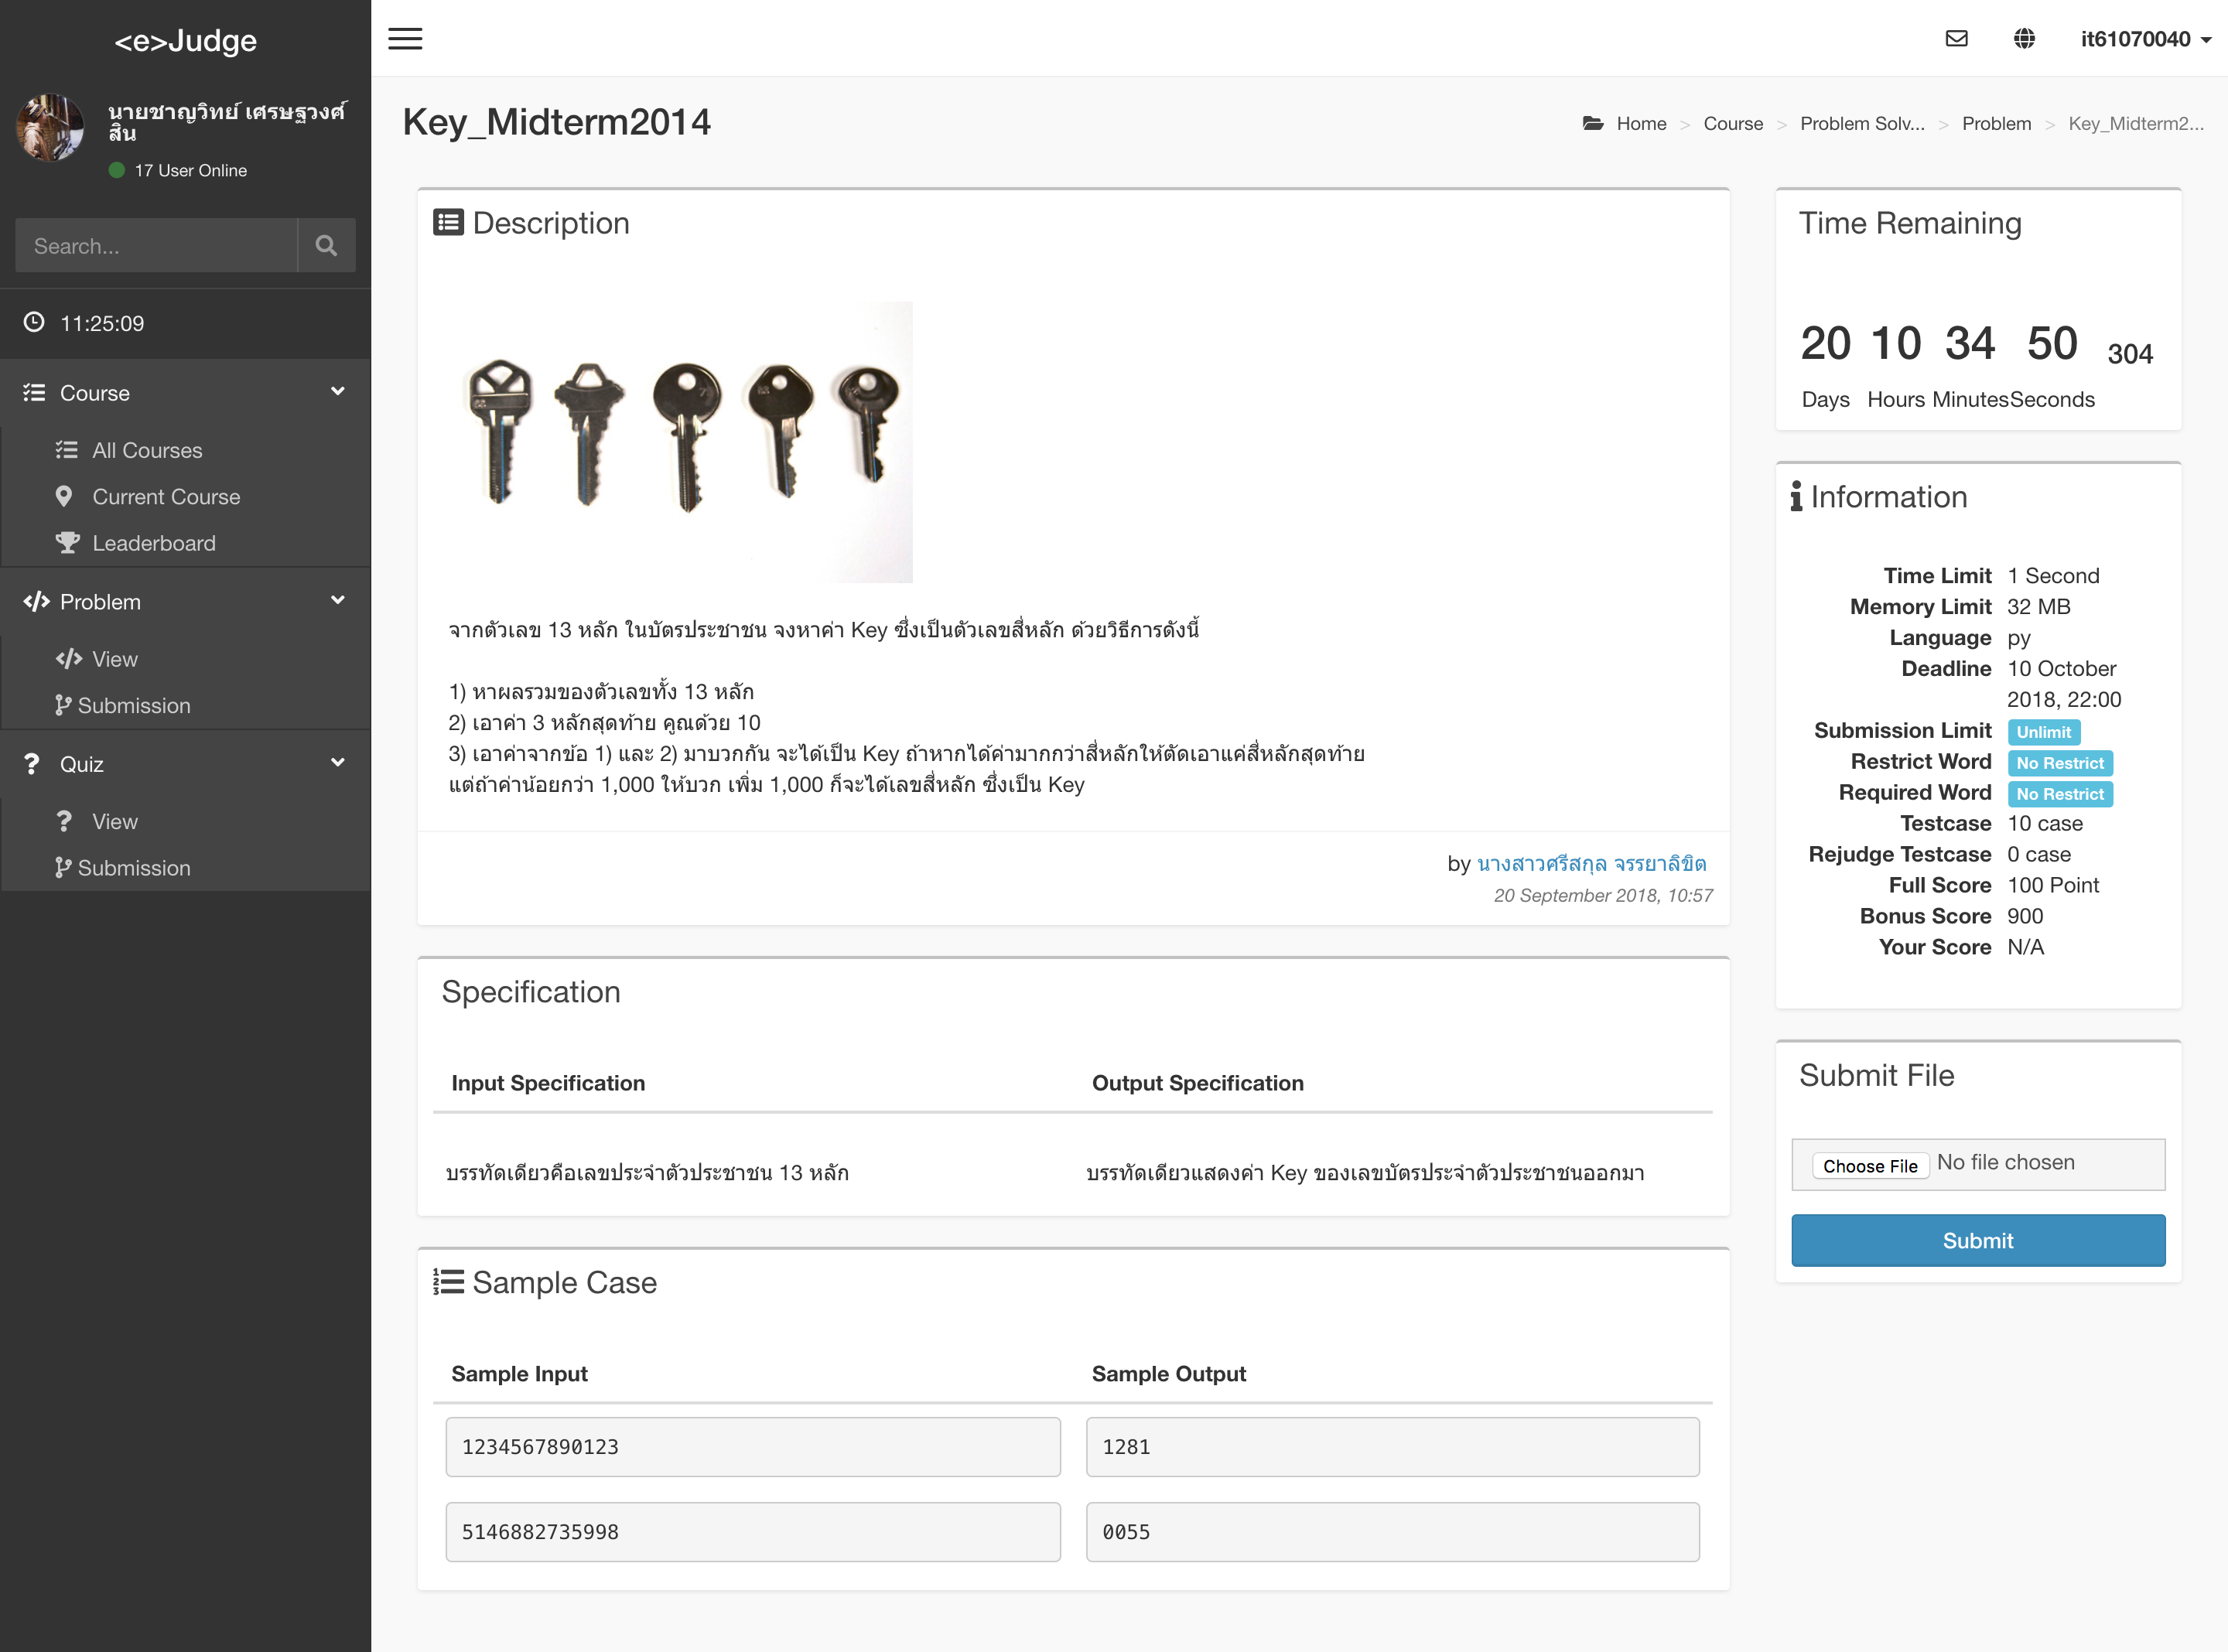 <e>Judge
นายชาญวิทย์ เศรษฐวงศ์
สิน
17 User Online
Search...
11:25:09
Course
All Courses
Current Course
Leaderboard
Problem
View
Submission
Quiz
View
Submission
it61070040
Key_Midterm2014
Home > Course > Problem Solv... > Problem > Key_Midterm2...
Description
จากตัวเลข 13 หลัก ในบัตรประชาชน จงหาค่า Key ซึ่งเป็นตัวเลขสี่หลัก ด้วยวิธีการดังนี้
1) หาผลรวมของตัวเลขทั้ง 13 หลัก
2) เอาค่า 3 หลักสุดท้าย คูณด้วย 10
3) เอาค่าจากข้อ 1) และ 2) มาบวกกัน จะได้เป็น Key ถ้าหากได้ค่ามากกว่าสี่หลักให้ตัดเอาแค่สี่หลักสุดท้าย
แต่ถ้าค่าน้อยกว่า 1,000 ให้บวก เพิ่ม 1,000 ก็จะได้เลขสี่หลัก ซึ่งเป็น Key
by นางสาวศรีสกุล จรรยาลิขิต
20 September 2018, 10:57
Specification
Input Specification Output Specification
บรรทัดเดียวคือเลขประจำตัวประชาชน 13 หลัก บรรทัดเดียวแสดงค่า Key ของเลขบัตรประจำตัวประชาชนออกมา
Sample Case
Sample Input Sample Output
1234567890123 1281
5146882735998 0055
Time Remaining
20 10 34 50 304
Days Hours Minutes Seconds
Information
Time Limit 1 Second
Memory Limit 32 MB
Language py
Deadline 10 October
2018, 22:00
Submission Limit Unlimit
Restrict Word No Restrict
Required Word No Restrict
Testcase 10 case
Rejudge Testcase 0 case
Full Score 100 Point
Bonus Score 900
Your Score N/A
Submit File
Choose File No file chosen
Submit